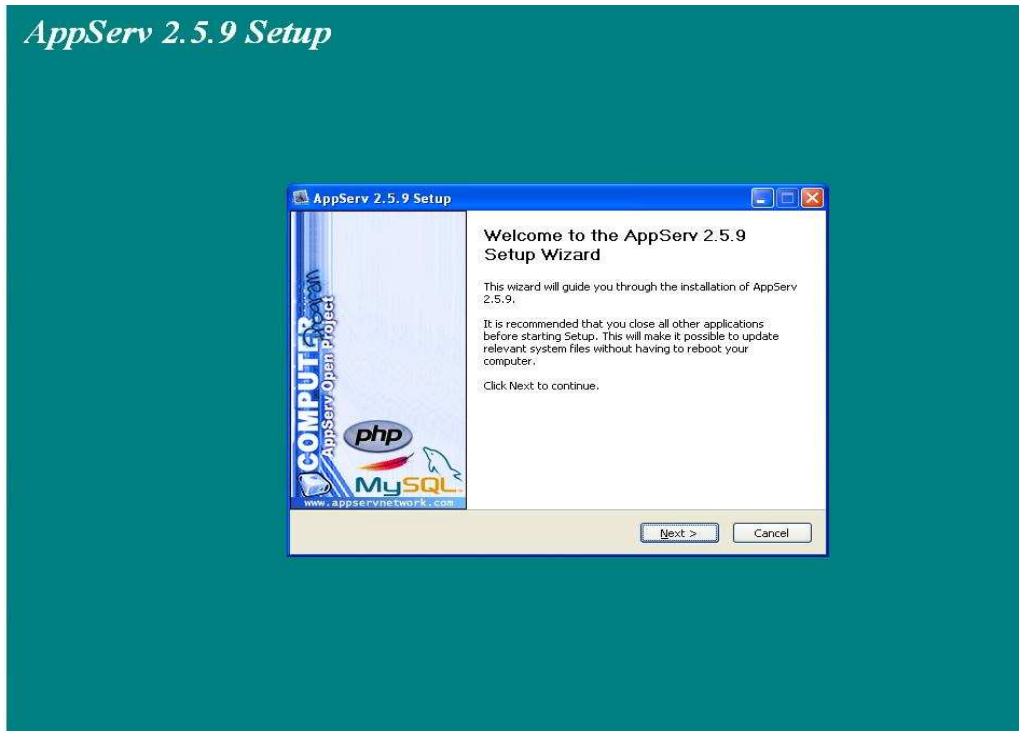 AppServ 2.5.9 Setup
AppServ 2.5.9 Setup
Welcome to the AppServ 2.5.9
Setup Wizard
This wizard will guide you through the installation of AppServ
2.5.9.
It is recommended that you close all other applications
before starting Setup. This will make it possible to update
relevant system files without having to reboot your
computer.
Click Next to continue.
COMPUTER
program
AppServ Open Project
php
MySQL
www.appservnetwork.com
Next >
Cancel